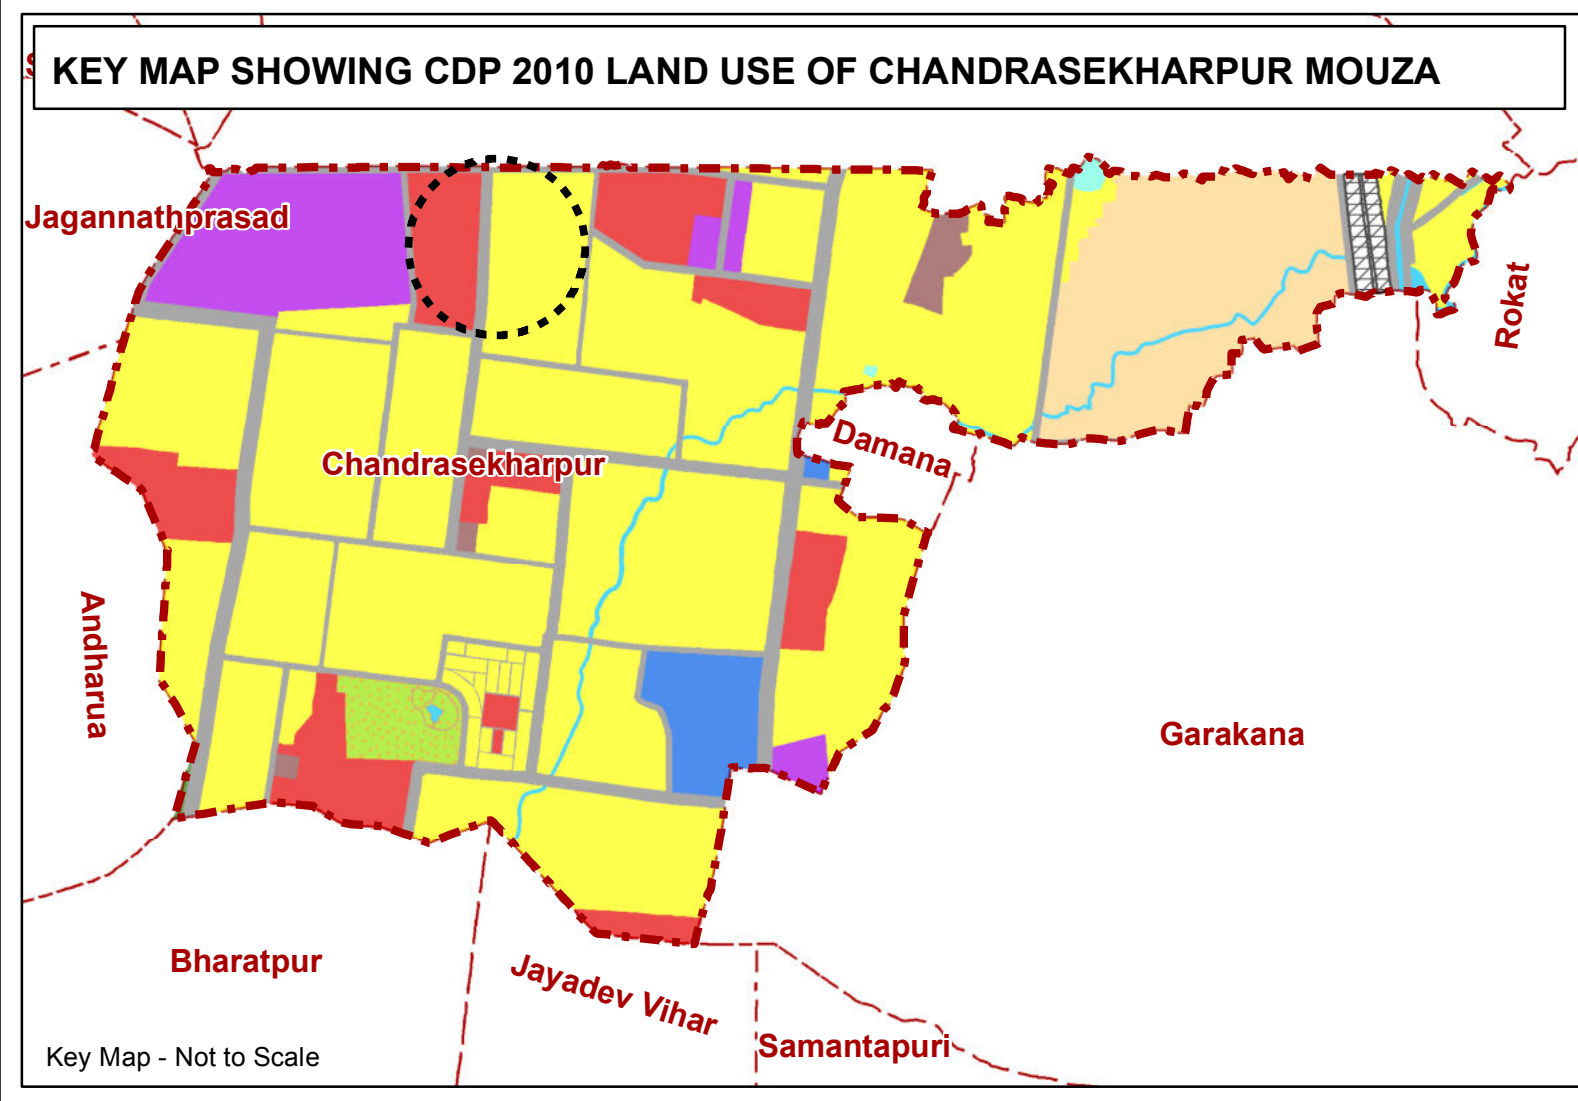 KEY MAP SHOWING CDP 2010 LAND USE OF CHANDRASEKHARPUR MOUZA
Jagannathprasad
Rokat
Damana
Chandrasekharpur
Andharua
Garakana
Bharatpur
Jayadev Vihar
Samantapuri
Key Map - Not to Scale